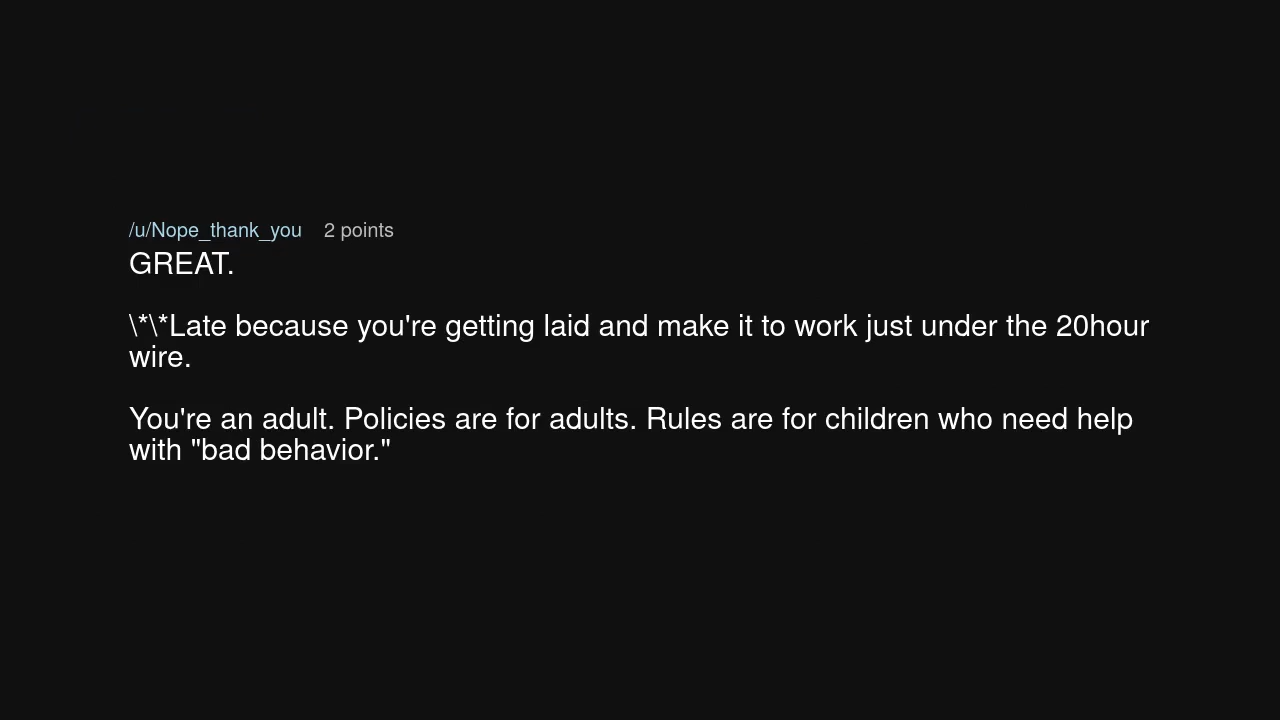 /u/Nope_thank_you 2 points
GREAT.
\*\*Late because you're getting laid and make it to work just under the 20hour
wire.
You're an adult. Policies are for adults. Rules are for children who need help
with "bad behavior."